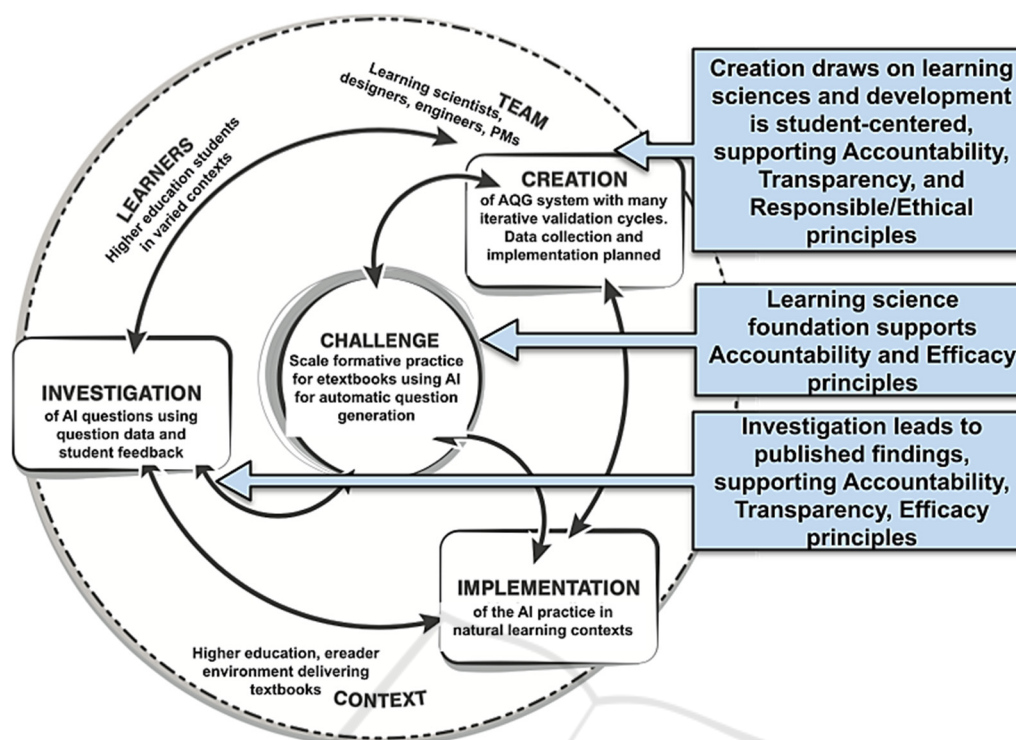 Learning scientists,
designers, engineers, PMs
TEAM
LEARNERS
Higher education students
in varied contexts
CREATION
of AQG system with many
iterative validation cycles.
Data collection and
implementation planned
CHALLENGE
Scale formative practice
for etextbooks using AI
for automatic question
generation
INVESTIGATION
of AI questions using
question data and
student feedback
IMPLEMENTATION
of the AI practice in
natural learning contexts
Higher education, ereader
environment delivering
textbooks
CONTEXT
Creation draws on learning
sciences and development
is student-centered,
supporting Accountability,
Transparency, and
Responsible/Ethical
principles
Learning science
foundation supports
Accountability and Efficacy
principles
Investigation leads to
published findings,
supporting Accountability,
Transparency, Efficacy
principles